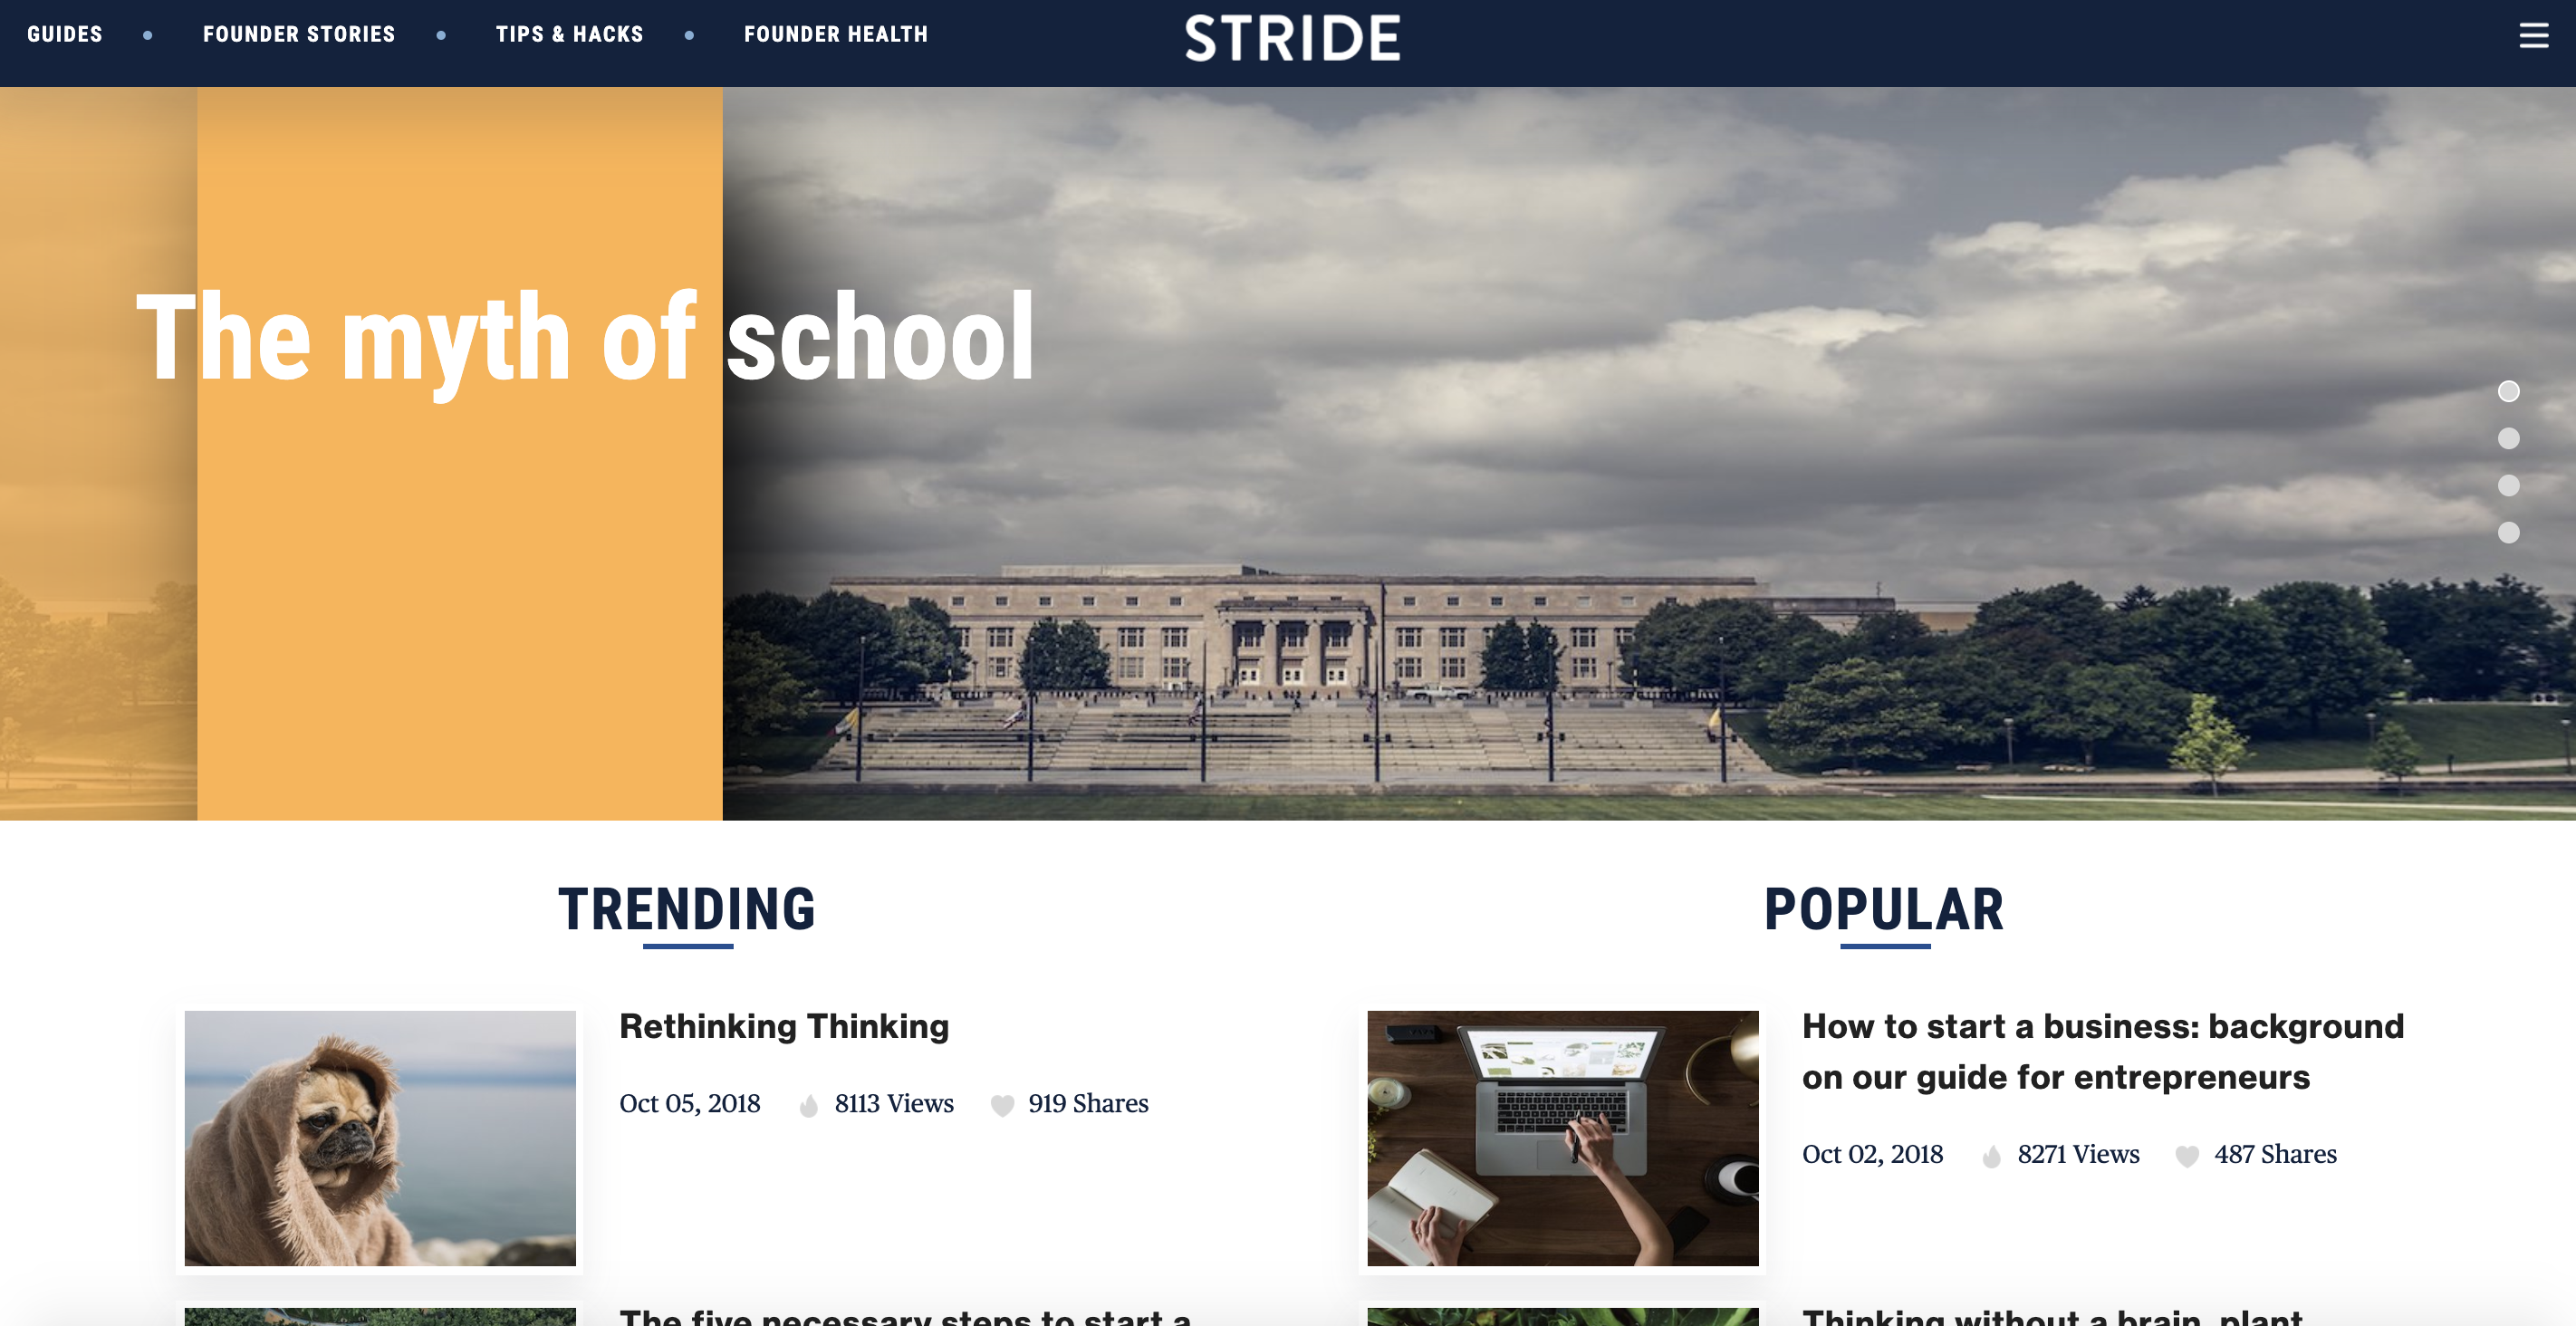 GUIDES • FOUNDER STORIES • TIPS & HACKS • FOUNDER HEALTH
STRIDE
The myth of school
TRENDING
Rethinking Thinking
Oct 05, 2018 8113 Views 919 Shares
The five necessary steps to start a
POPULAR
How to start a business: background
on our guide for entrepreneurs
Oct 02, 2018 8271 Views 487 Shares
Thinking without a brain, plant